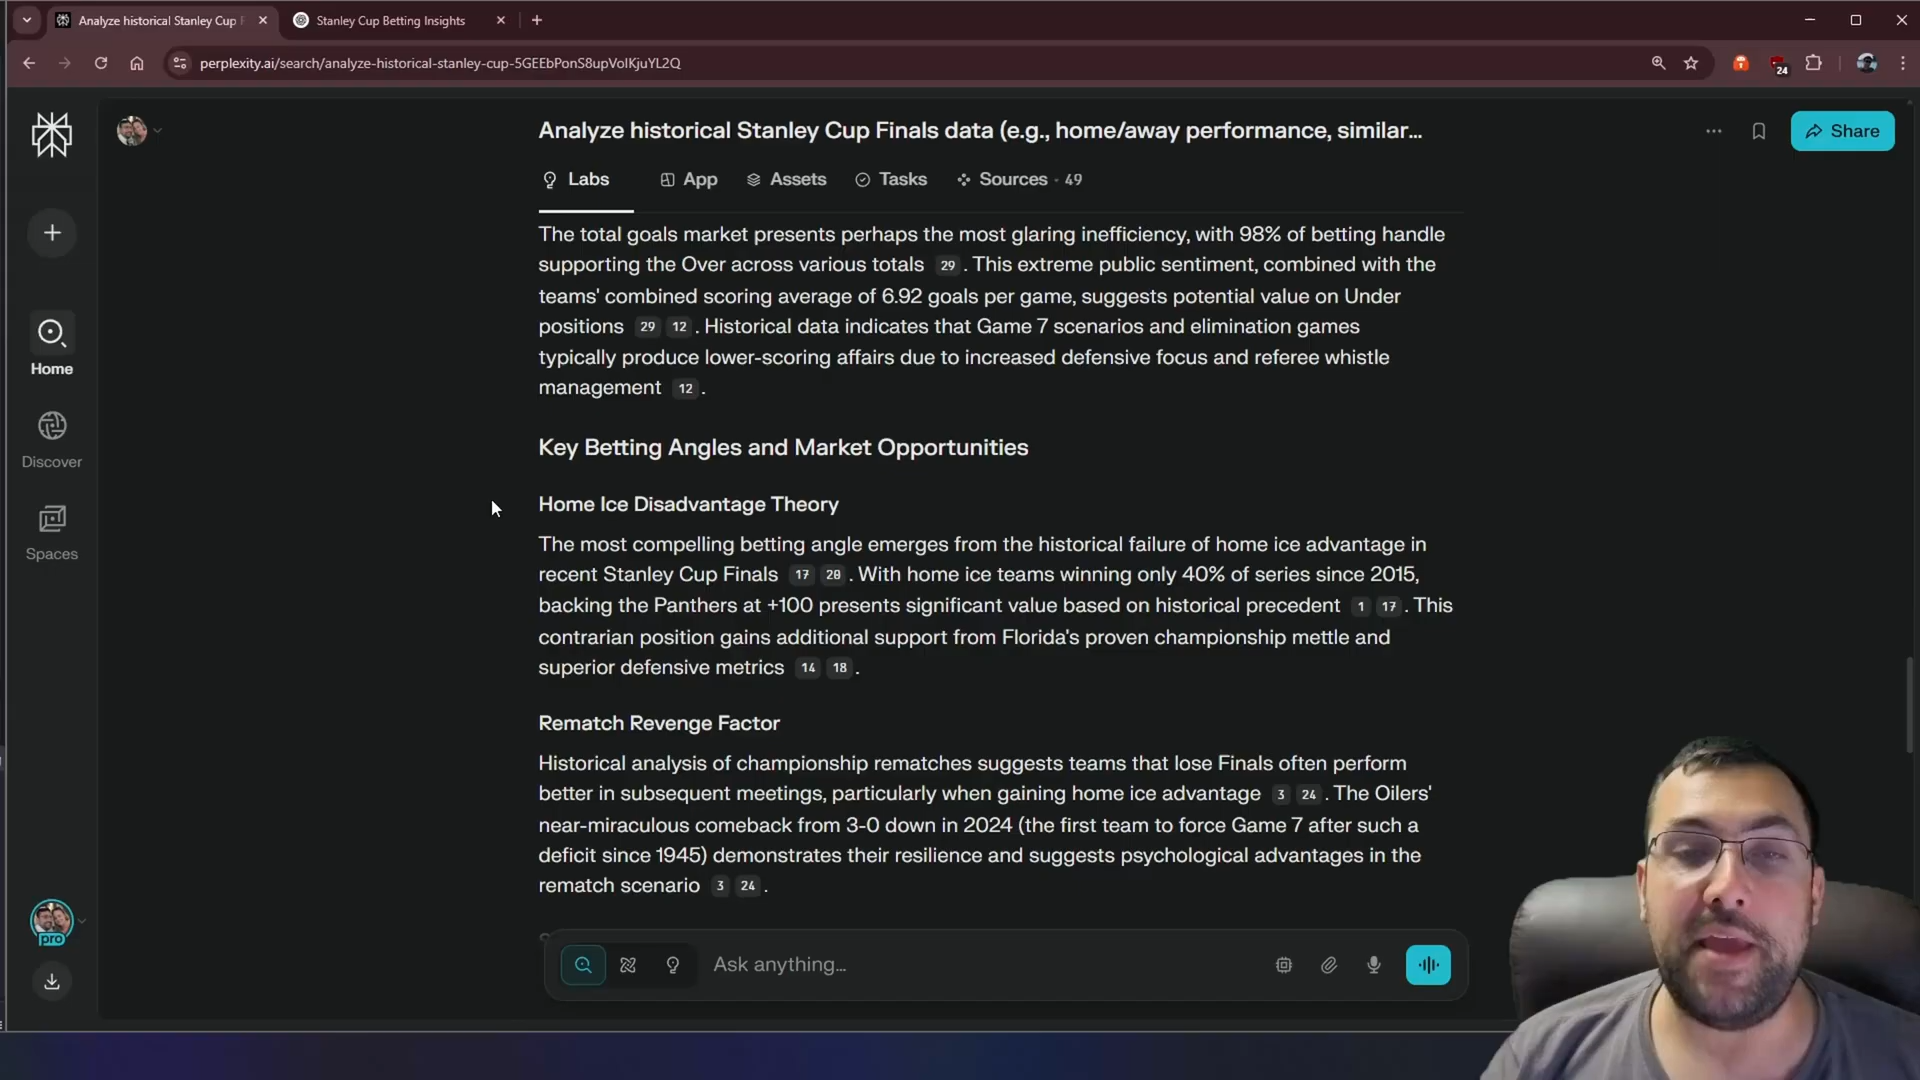 Analyze historical Stanley Cup F
Stanley Cup Betting Insights
perplexity.ai/search/analyze-historical-stanley-cup-5GEEbPonS8upVoIKjuYL2Q
24
Analyze historical Stanley Cup Finals data (e.g., home/away performance, similar...
Share
Labs
App
Assets
Tasks
Sources · 49
The total goals market presents perhaps the most glaring inefficiency, with 98% of betting handle
supporting the Over across various totals 29 . This extreme public sentiment, combined with the
teams' combined scoring average of 6.92 goals per game, suggests potential value on Under
positions 29 12 . Historical data indicates that Game 7 scenarios and elimination games
typically produce lower-scoring affairs due to increased defensive focus and referee whistle
management 12 .
Key Betting Angles and Market Opportunities
Home Ice Disadvantage Theory
The most compelling betting angle emerges from the historical failure of home ice advantage in
recent Stanley Cup Finals 17 20 . With home ice teams winning only 40% of series since 2015,
backing the Panthers at +100 presents significant value based on historical precedent 1 17 . This
contrarian position gains additional support from Florida's proven championship mettle and
superior defensive metrics 14 18 .
Rematch Revenge Factor
Historical analysis of championship rematches suggests teams that lose Finals often perform
better in subsequent meetings, particularly when gaining home ice advantage 3 24 . The Oilers'
near-miraculous comeback from 3-0 down in 2024 (the first team to force Game 7 after such a
deficit since 1945) demonstrates their resilience and suggests psychological advantages in the
rematch scenario 3 24 .
Ask anything...
Home
Discover
Spaces
pro